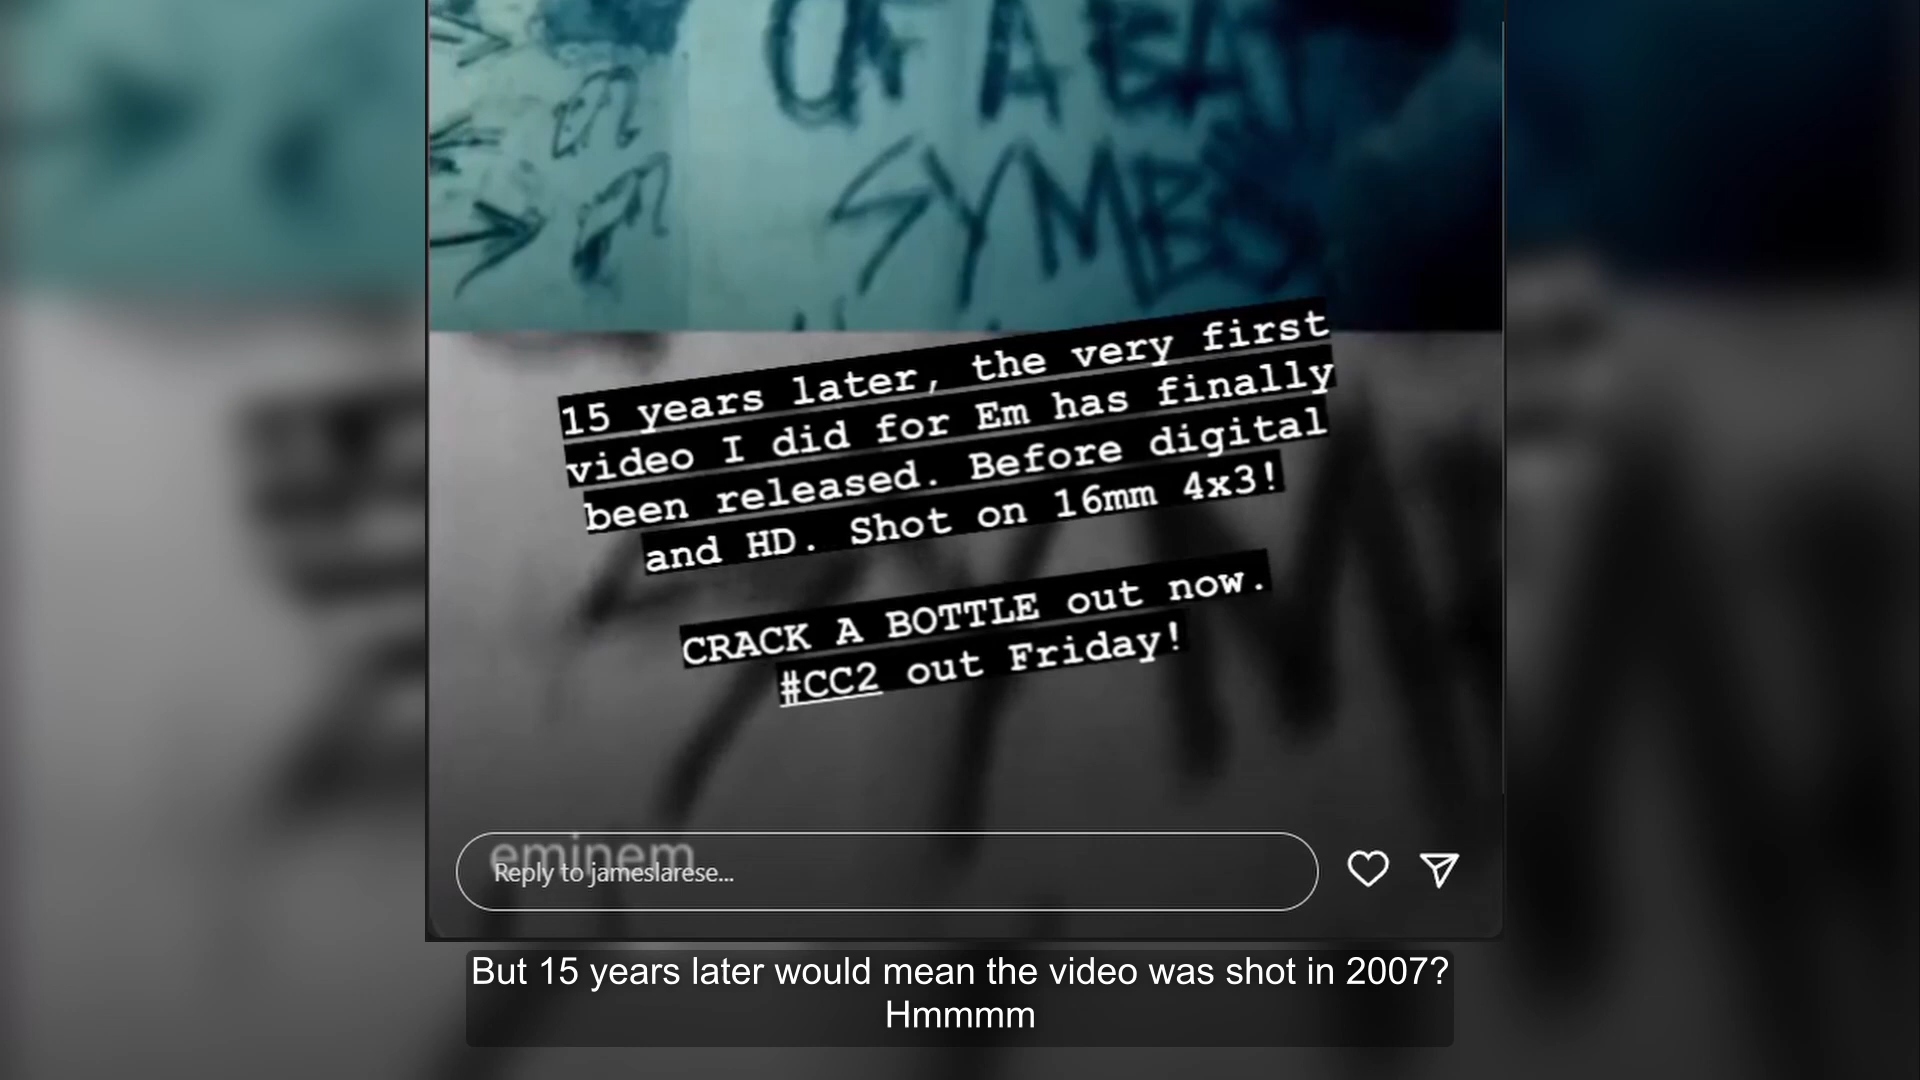 OF A
SYMB
15 years later, the very first
video I did for Em has finally
been released. Before digital
and HD. Shot on 16mm 4x3!
CRACK A BOTTLE out now.
#CC2 out Friday!
eminem
Reply to jameslarese...
But 15 years later would mean the video was shot in 2007?
Hmmmm